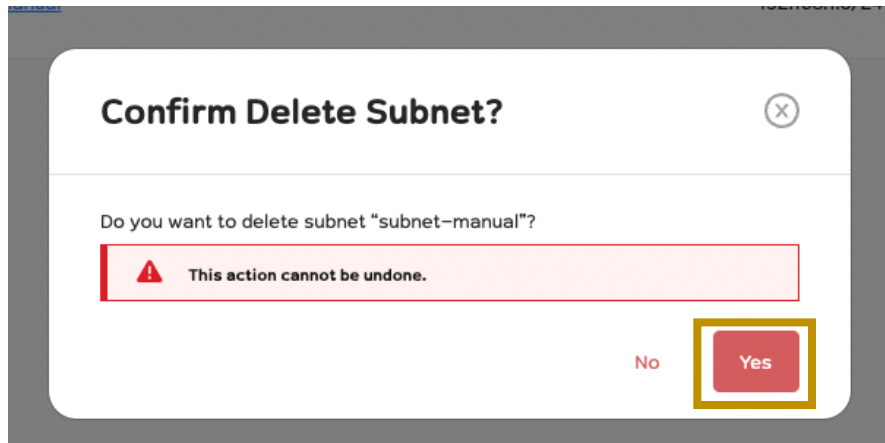 Confirm Delete Subnet?
Do you want to delete subnet “subnet-manual”?
This action cannot be undone.
No
Yes